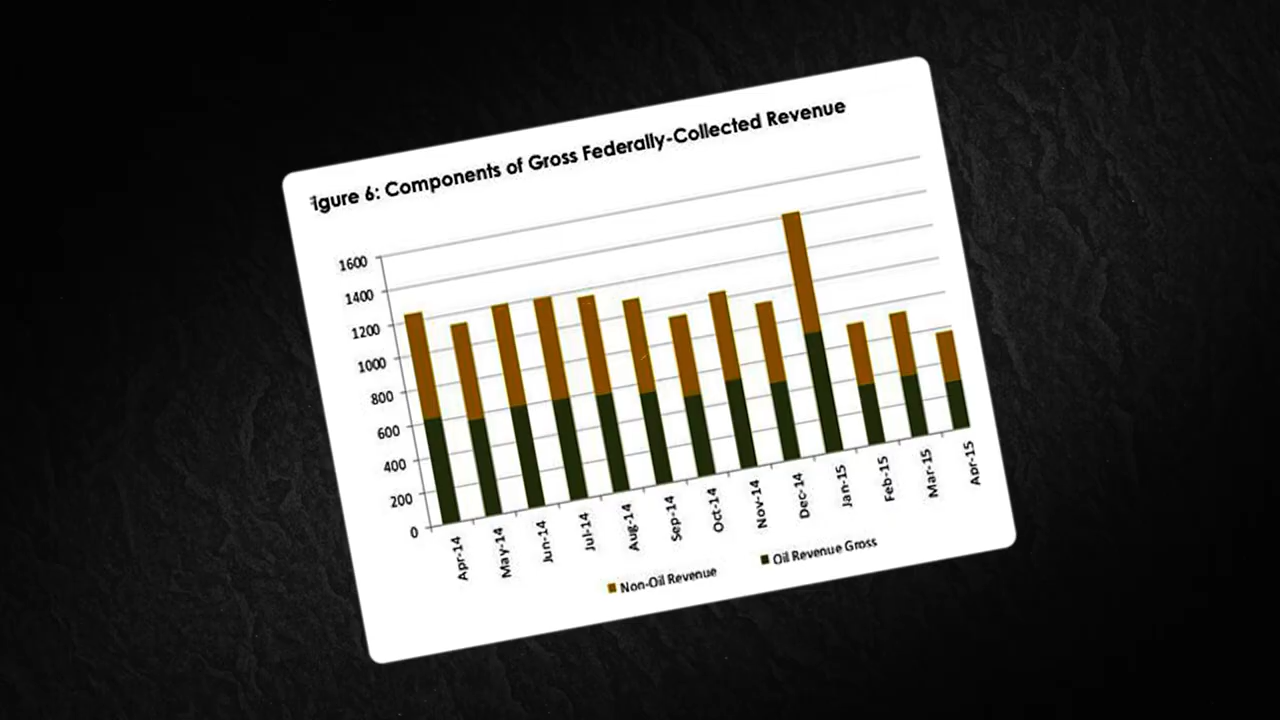 igure 6: Components of Gross Federally-Collected Revenue
1600
1400
1200
1000
800
600
400
200
0
Apr-14
May-14
Jun-14
Jul-14
Aug-14
Sep-14
Oct-14
Nov-14
Dec-14
Jan-15
Feb-15
Mar-15
Apr-15
Non-Oil Revenue
Oil Revenue Gross